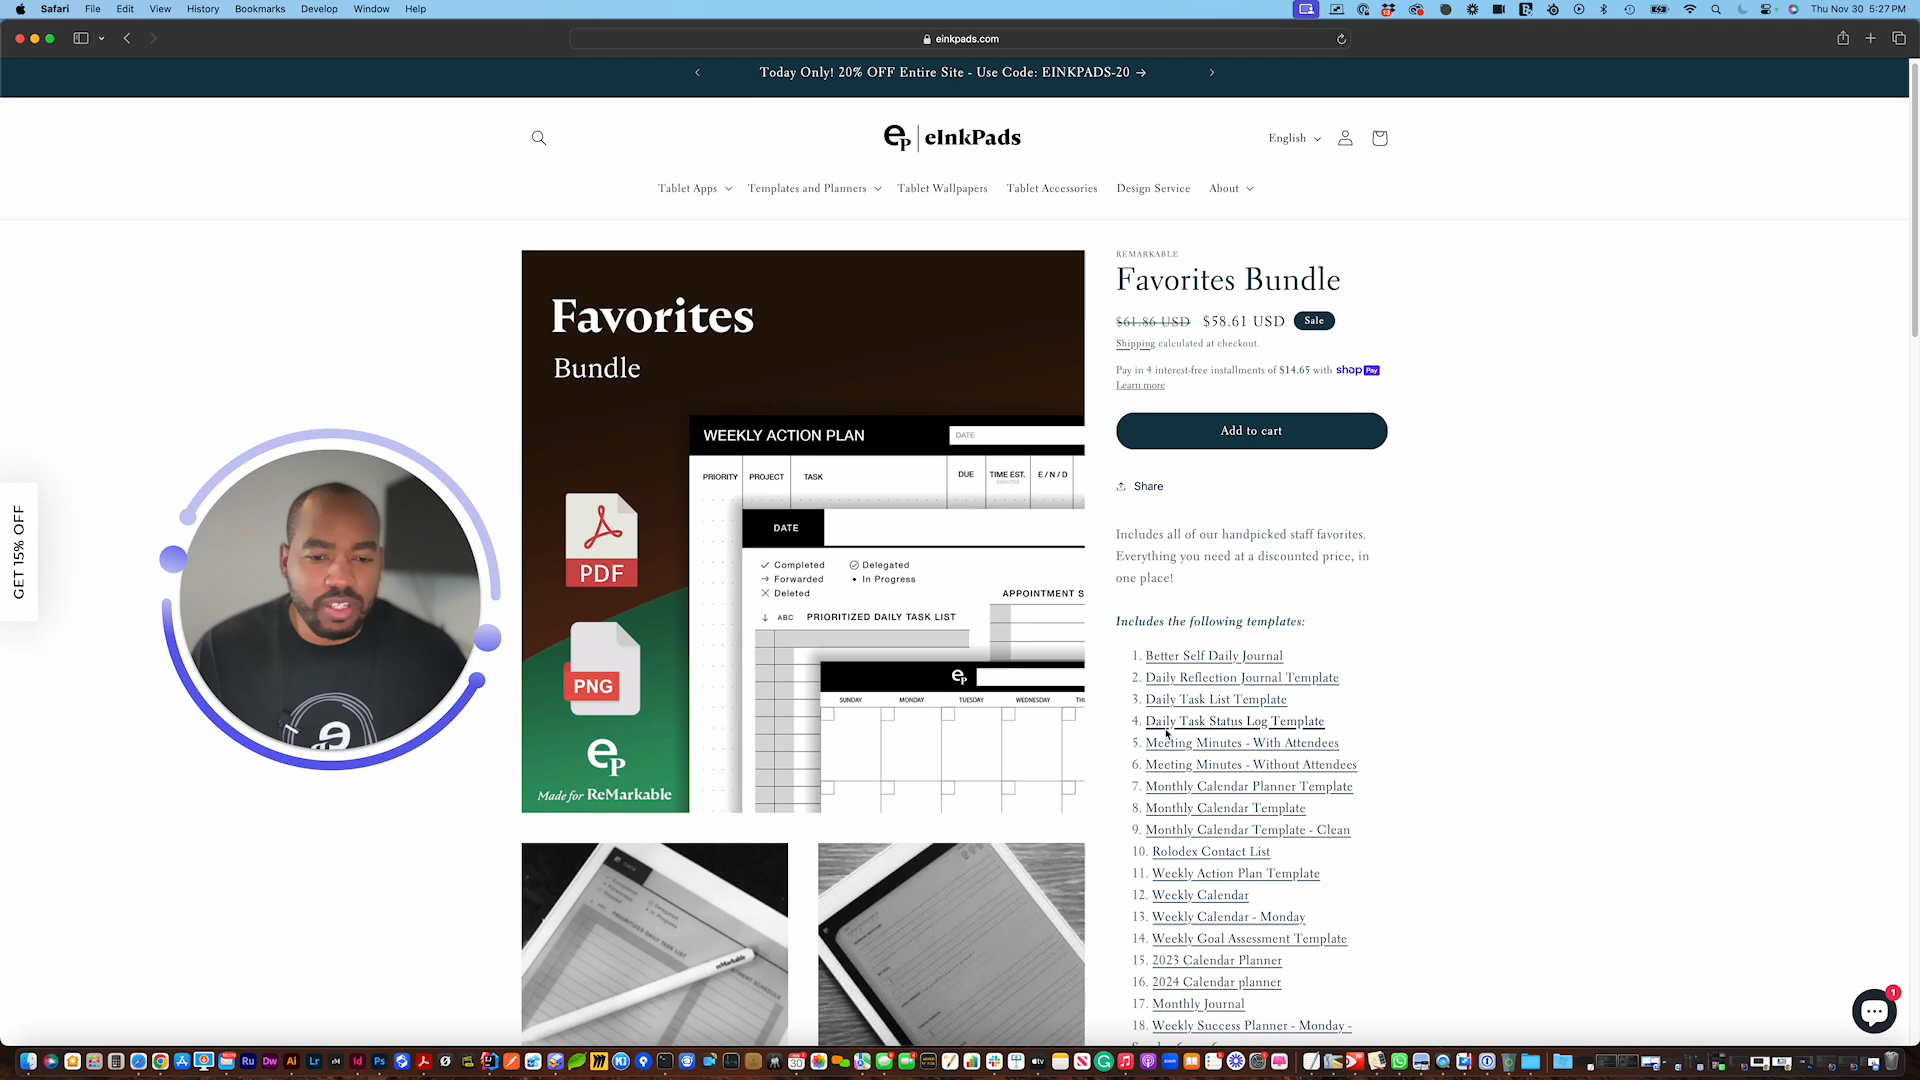 Safari File Edit View History Bookmarks Develop Window Help
Thu Nov 30 5:27 PM
einkpads.com
Today Only! 20% OFF Entire Site - Use Code: EINKPADS-20 →
eP eInkPads
English
Tablet Apps Templates and Planners Tablet Wallpapers Tablet Accessories Design Service About
REMARKABLE
Favorites Bundle
$61.86 USD $58.61 USD Sale
Shipping calculated at checkout.
Pay in 4 interest-free installments of $14.65 with shop Pay
Learn more
Add to cart
Share
Includes all of our handpicked staff favorites.
Everything you need at a discounted price, in
one place!
Includes the following templates:
1. Better Self Daily Journal
2. Daily Reflection Journal Template
3. Daily Task List Template
4. Daily Task Status Log Template
5. Meeting Minutes - With Attendees
6. Meeting Minutes - Without Attendees
7. Monthly Calendar Planner Template
8. Monthly Calendar Template
9. Monthly Calendar Template - Clean
10. Rolodex Contact List
11. Weekly Action Plan Template
12. Weekly Calendar
13. Weekly Calendar - Monday
14. Weekly Goal Assessment Template
15. 2023 Calendar Planner
16. 2024 Calendar planner
17. Monthly Journal
18. Weekly Success Planner - Monday -
Favorites
Bundle
WEEKLY ACTION PLAN DATE
PRIORITY PROJECT TASK DUE TIME EST. E / N / D
MINUTES
DATE
Completed Delegated
Forwarded In Progress
Deleted
APPOINTMENT S
ABC PRIORITIZED DAILY TASK LIST
eP
SUNDAY MONDAY TUESDAY WEDNESDAY TH
PDF
PNG
eP
Made for ReMarkable
GET 15% OFF
reMarkable
1